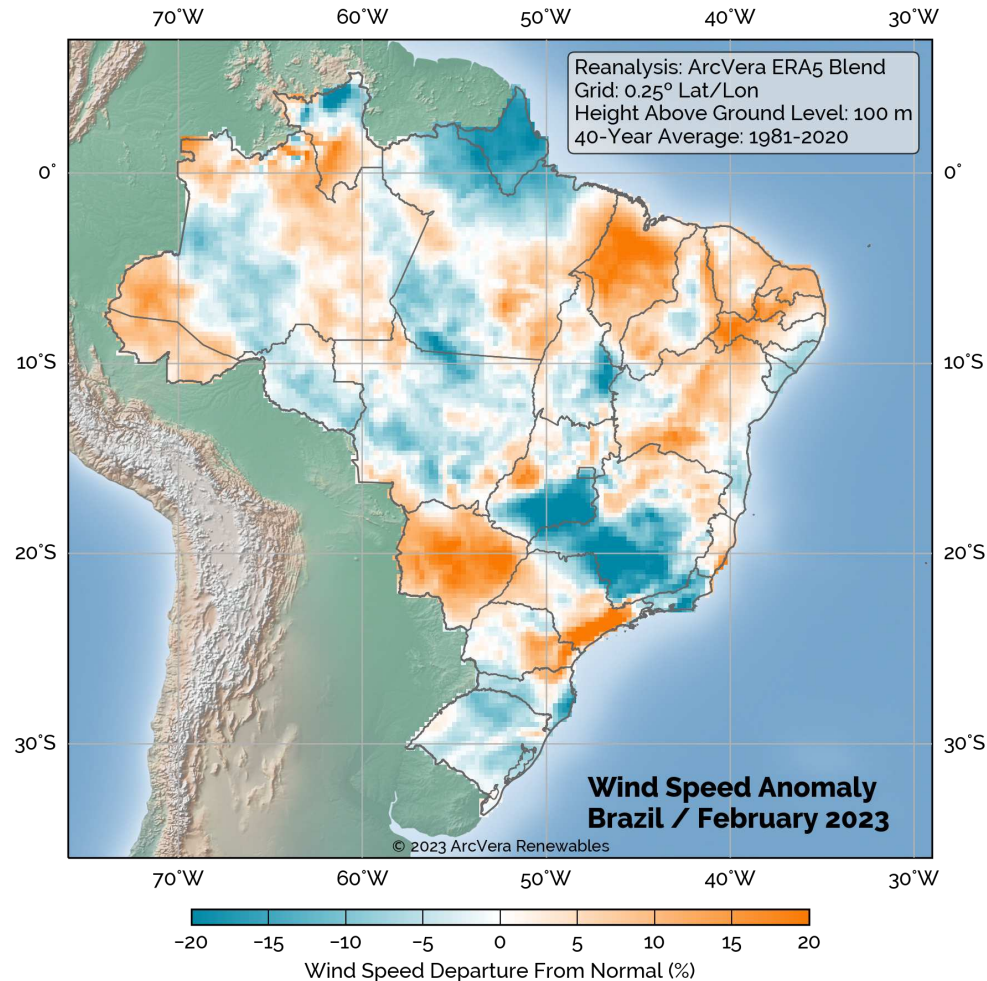 70°W 60°W 50°W 40°W 30°W
Reanalysis: ArcVera ERA5 Blend
Grid: 0.25º Lat/Lon
Height Above Ground Level: 100 m
40-Year Average: 1981-2020
0° 0°
10°S 10°S
20°S 20°S
30°S 30°S
Wind Speed Anomaly
Brazil / February 2023
© 2023 ArcVera Renewables
70°W 60°W 50°W 40°W 30°W
−20 −15 −10 −5 0 5 10 15 20
Wind Speed Departure From Normal (%)